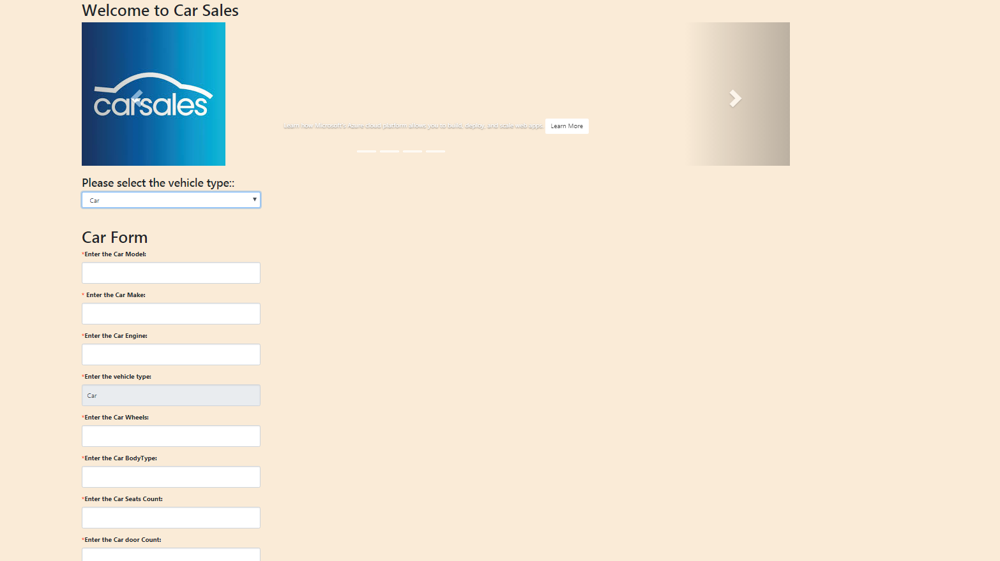 Welcome to Car Sales
carsales
Learn how Microsoft's Azure cloud platform allows you to build, deploy, and scale web apps. Learn More
Please select the vehicle type::
Car
Car Form
*Enter the Car Model:
* Enter the Car Make:
*Enter the Car Engine:
*Enter the vehicle type:
Car
*Enter the Car Wheels:
*Enter the Car BodyType:
*Enter the Car Seats Count:
*Enter the Car door Count: